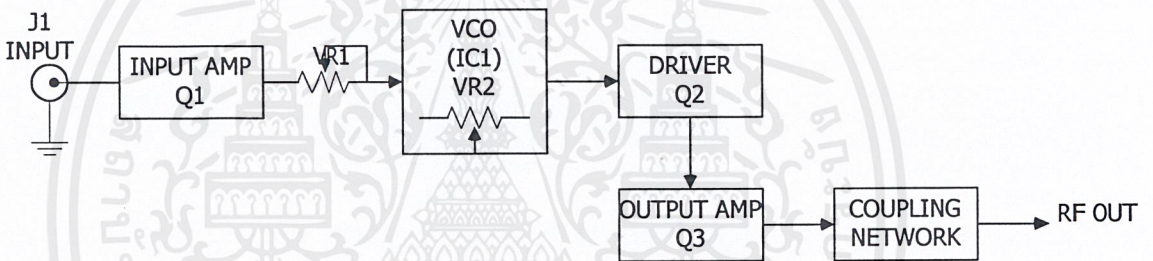 J1
INPUT
INPUT AMP
Q1
VR1
VCO
(IC1)
VR2
DRIVER
Q2
OUTPUT AMP
Q3
COUPLING
NETWORK
RF OUT